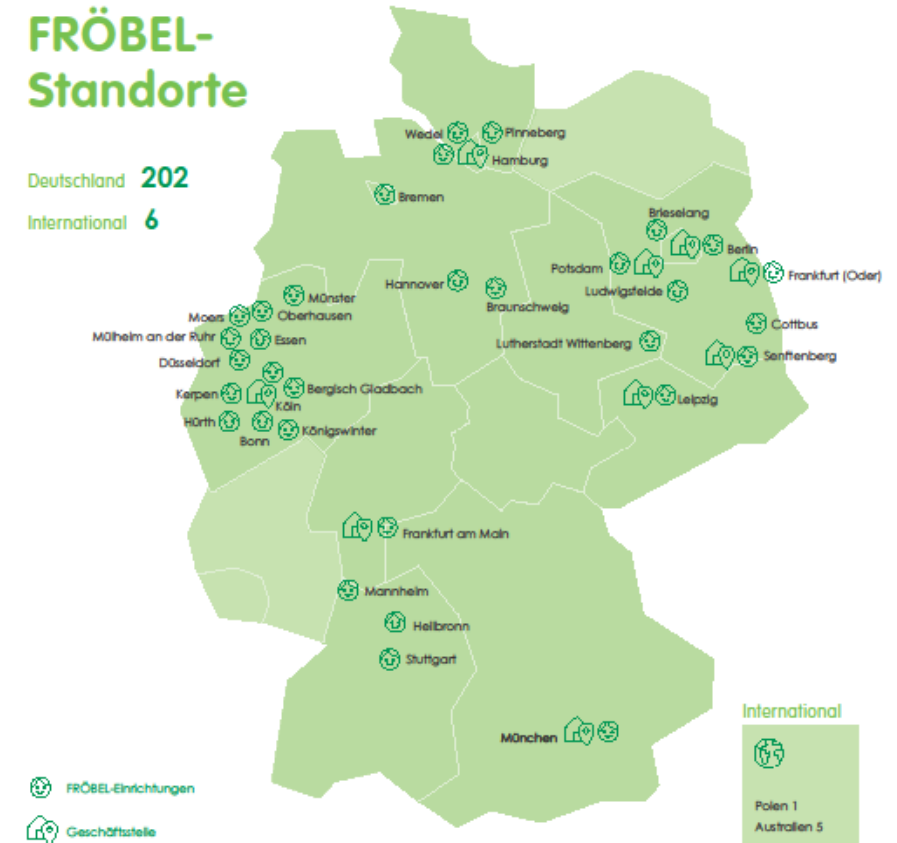 FRÖBEL-
Standorte
Deutschland 202
International 6
Wedel
Pinneberg
Hamburg
Bremen
Brieselang
Berlin
Potsdam
Frankfurt (Oder)
Hannover
Ludwigsfelde
Braunschweig
Münster
Moers
Oberhausen
Cottbus
Mülheim an der Ruhr
Essen
Lutherstadt Wittenberg
Düsseldorf
Senftenberg
Kerpen
Bergisch Gladbach
Köln
Leipzig
Hürth
Königswinter
Bonn
Frankfurt am Main
Mannheim
Heilbronn
Stuttgart
München
International
Polen 1
Australien 5
FRÖBEL-Einrichtungen
Geschäftsstelle